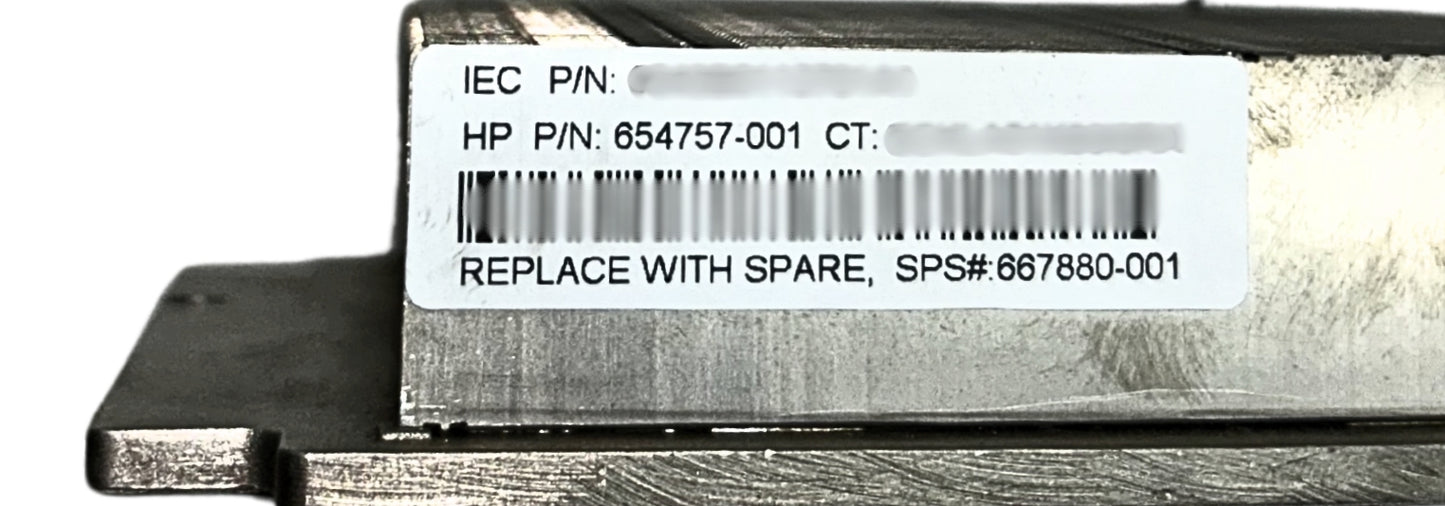 IEC P/N:
HP P/N: 654757-001 CT:
REPLACE WITH SPARE, SPS#:667880-001